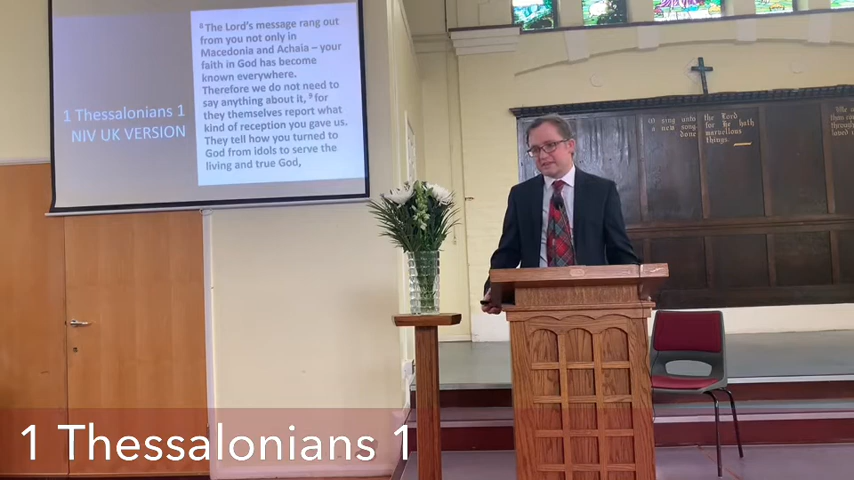 1 Thessalonians 1
NIV UK VERSION
8 The Lord's message rang out
from you not only in
Macedonia and Achaia – your
faith in God has become
known everywhere.
Therefore we do not need to
say anything about it, 9 for
they themselves report what
kind of reception you gave us.
They tell how you turned to
God from idols to serve the
living and true God,
O sing unto
a new song
the Lord
for He hath
done
marvellous
things.
1 Thessalonians 1